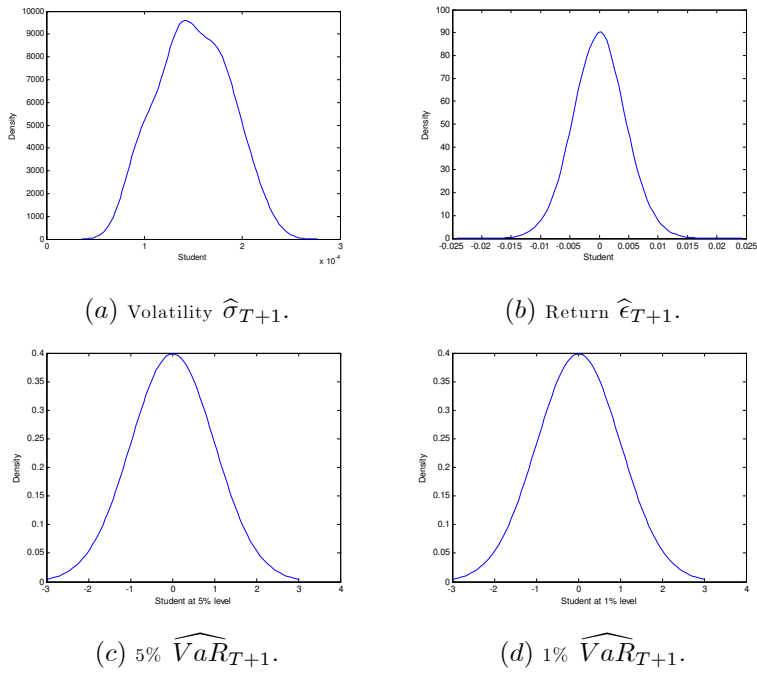 10000
9000
8000
7000
6000
5000
4000
3000
2000
1000
0
Density
0 1 2 3
Student
x 10⁻⁴
(a) Volatility σ̂_{T+1}.
100
90
80
70
60
50
40
30
20
10
0
Density
-0.025 -0.02 -0.015 -0.01 -0.005 0 0.005 0.01 0.015 0.02 0.025
Student
(b) Return ϵ̂_{T+1}.
0.4
0.35
0.3
0.25
0.2
0.15
0.1
0.05
0
Density
-3 -2 -1 0 1 2 3 4
Student at 5% level
(c) 5% \widehat{VaR}_{T+1}.
0.4
0.35
0.3
0.25
0.2
0.15
0.1
0.05
0
Density
-3 -2 -1 0 1 2 3 4
Student at 1% level
(d) 1% \widehat{VaR}_{T+1}.